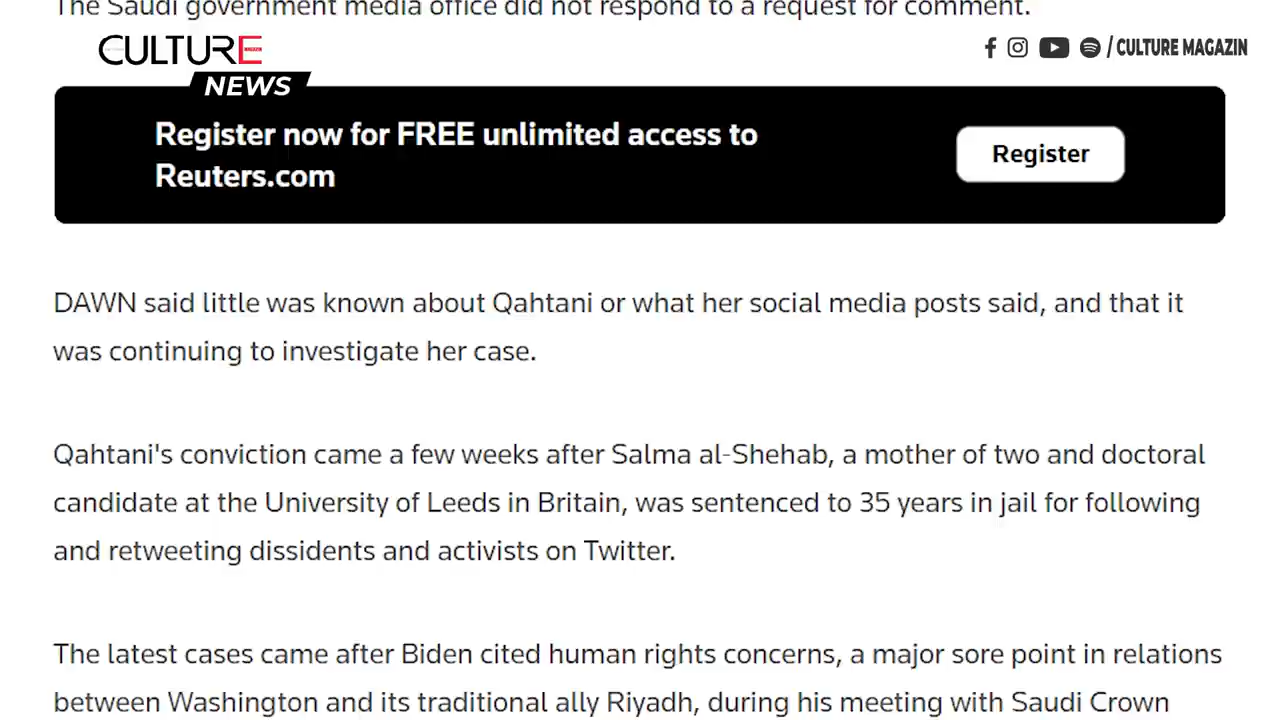 The Saudi government media office did not respond to a request for comment.
CULTURE
NEWS
/ CULTURE MAGAZIN
Register now for FREE unlimited access to
Reuters.com
Register
DAWN said little was known about Qahtani or what her social media posts said, and that it
was continuing to investigate her case.
Qahtani's conviction came a few weeks after Salma al-Shehab, a mother of two and doctoral
candidate at the University of Leeds in Britain, was sentenced to 35 years in jail for following
and retweeting dissidents and activists on Twitter.
The latest cases came after Biden cited human rights concerns, a major sore point in relations
between Washington and its traditional ally Riyadh, during his meeting with Saudi Crown